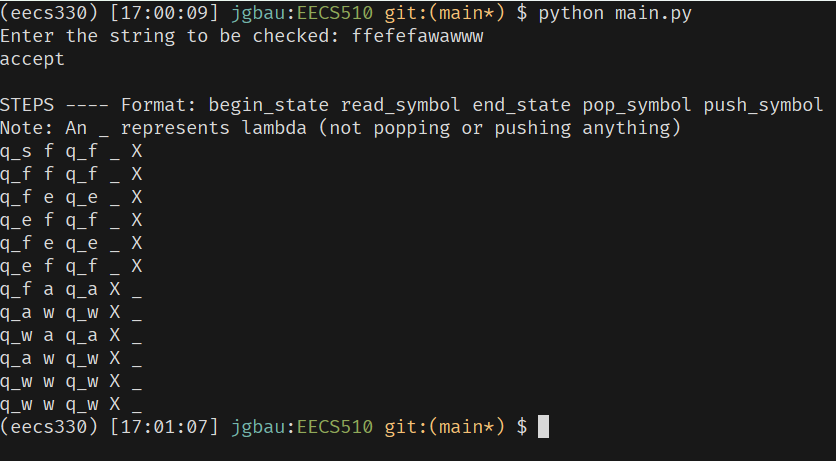 (eecs330) [17:00:09] jgbau:EECS510 git:(main*) $ python main.py
Enter the string to be checked: ffefefawawww
accept

STEPS ---- Format: begin_state read_symbol end_state pop_symbol push_symbol
Note: An _ represents lambda (not popping or pushing anything)
q_s f q_f _ X
q_f f q_f _ X
q_f e q_e _ X
q_e f q_f _ X
q_f e q_e _ X
q_e f q_f _ X
q_f a q_a X _
q_a w q_w X _
q_w a q_a X _
q_a w q_w X _
q_w w q_w X _
q_w w q_w X _
(eecs330) [17:01:07] jgbau:EECS510 git:(main*) $